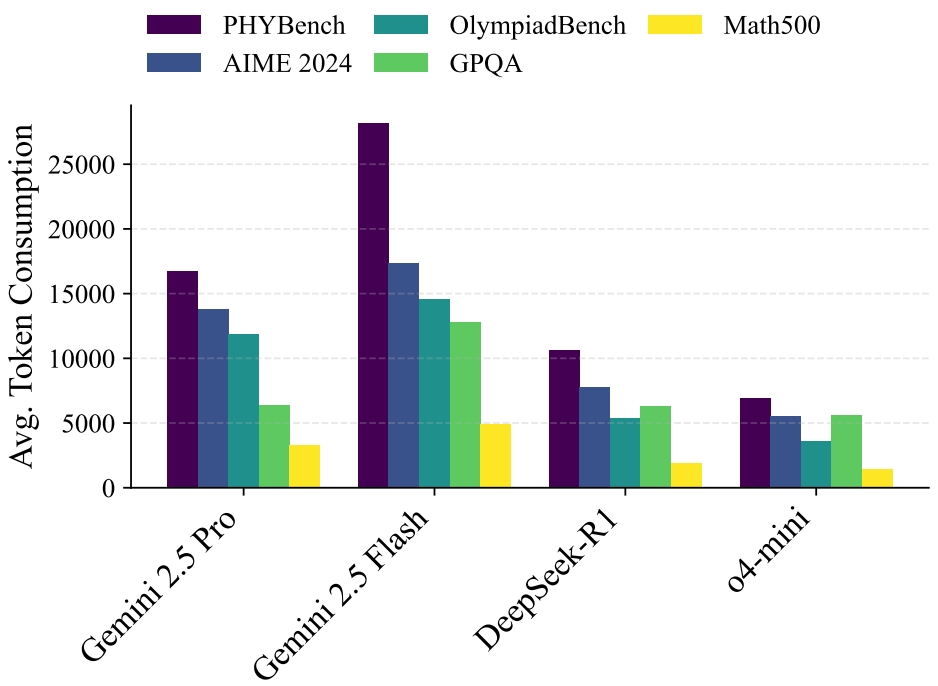 PHYBench OlympiadBench Math500
AIME 2024 GPQA
Avg. Token Consumption
25000
20000
15000
10000
5000
0
Gemini 2.5 Pro
Gemini 2.5 Flash
DeepSeek-R1
o4-mini